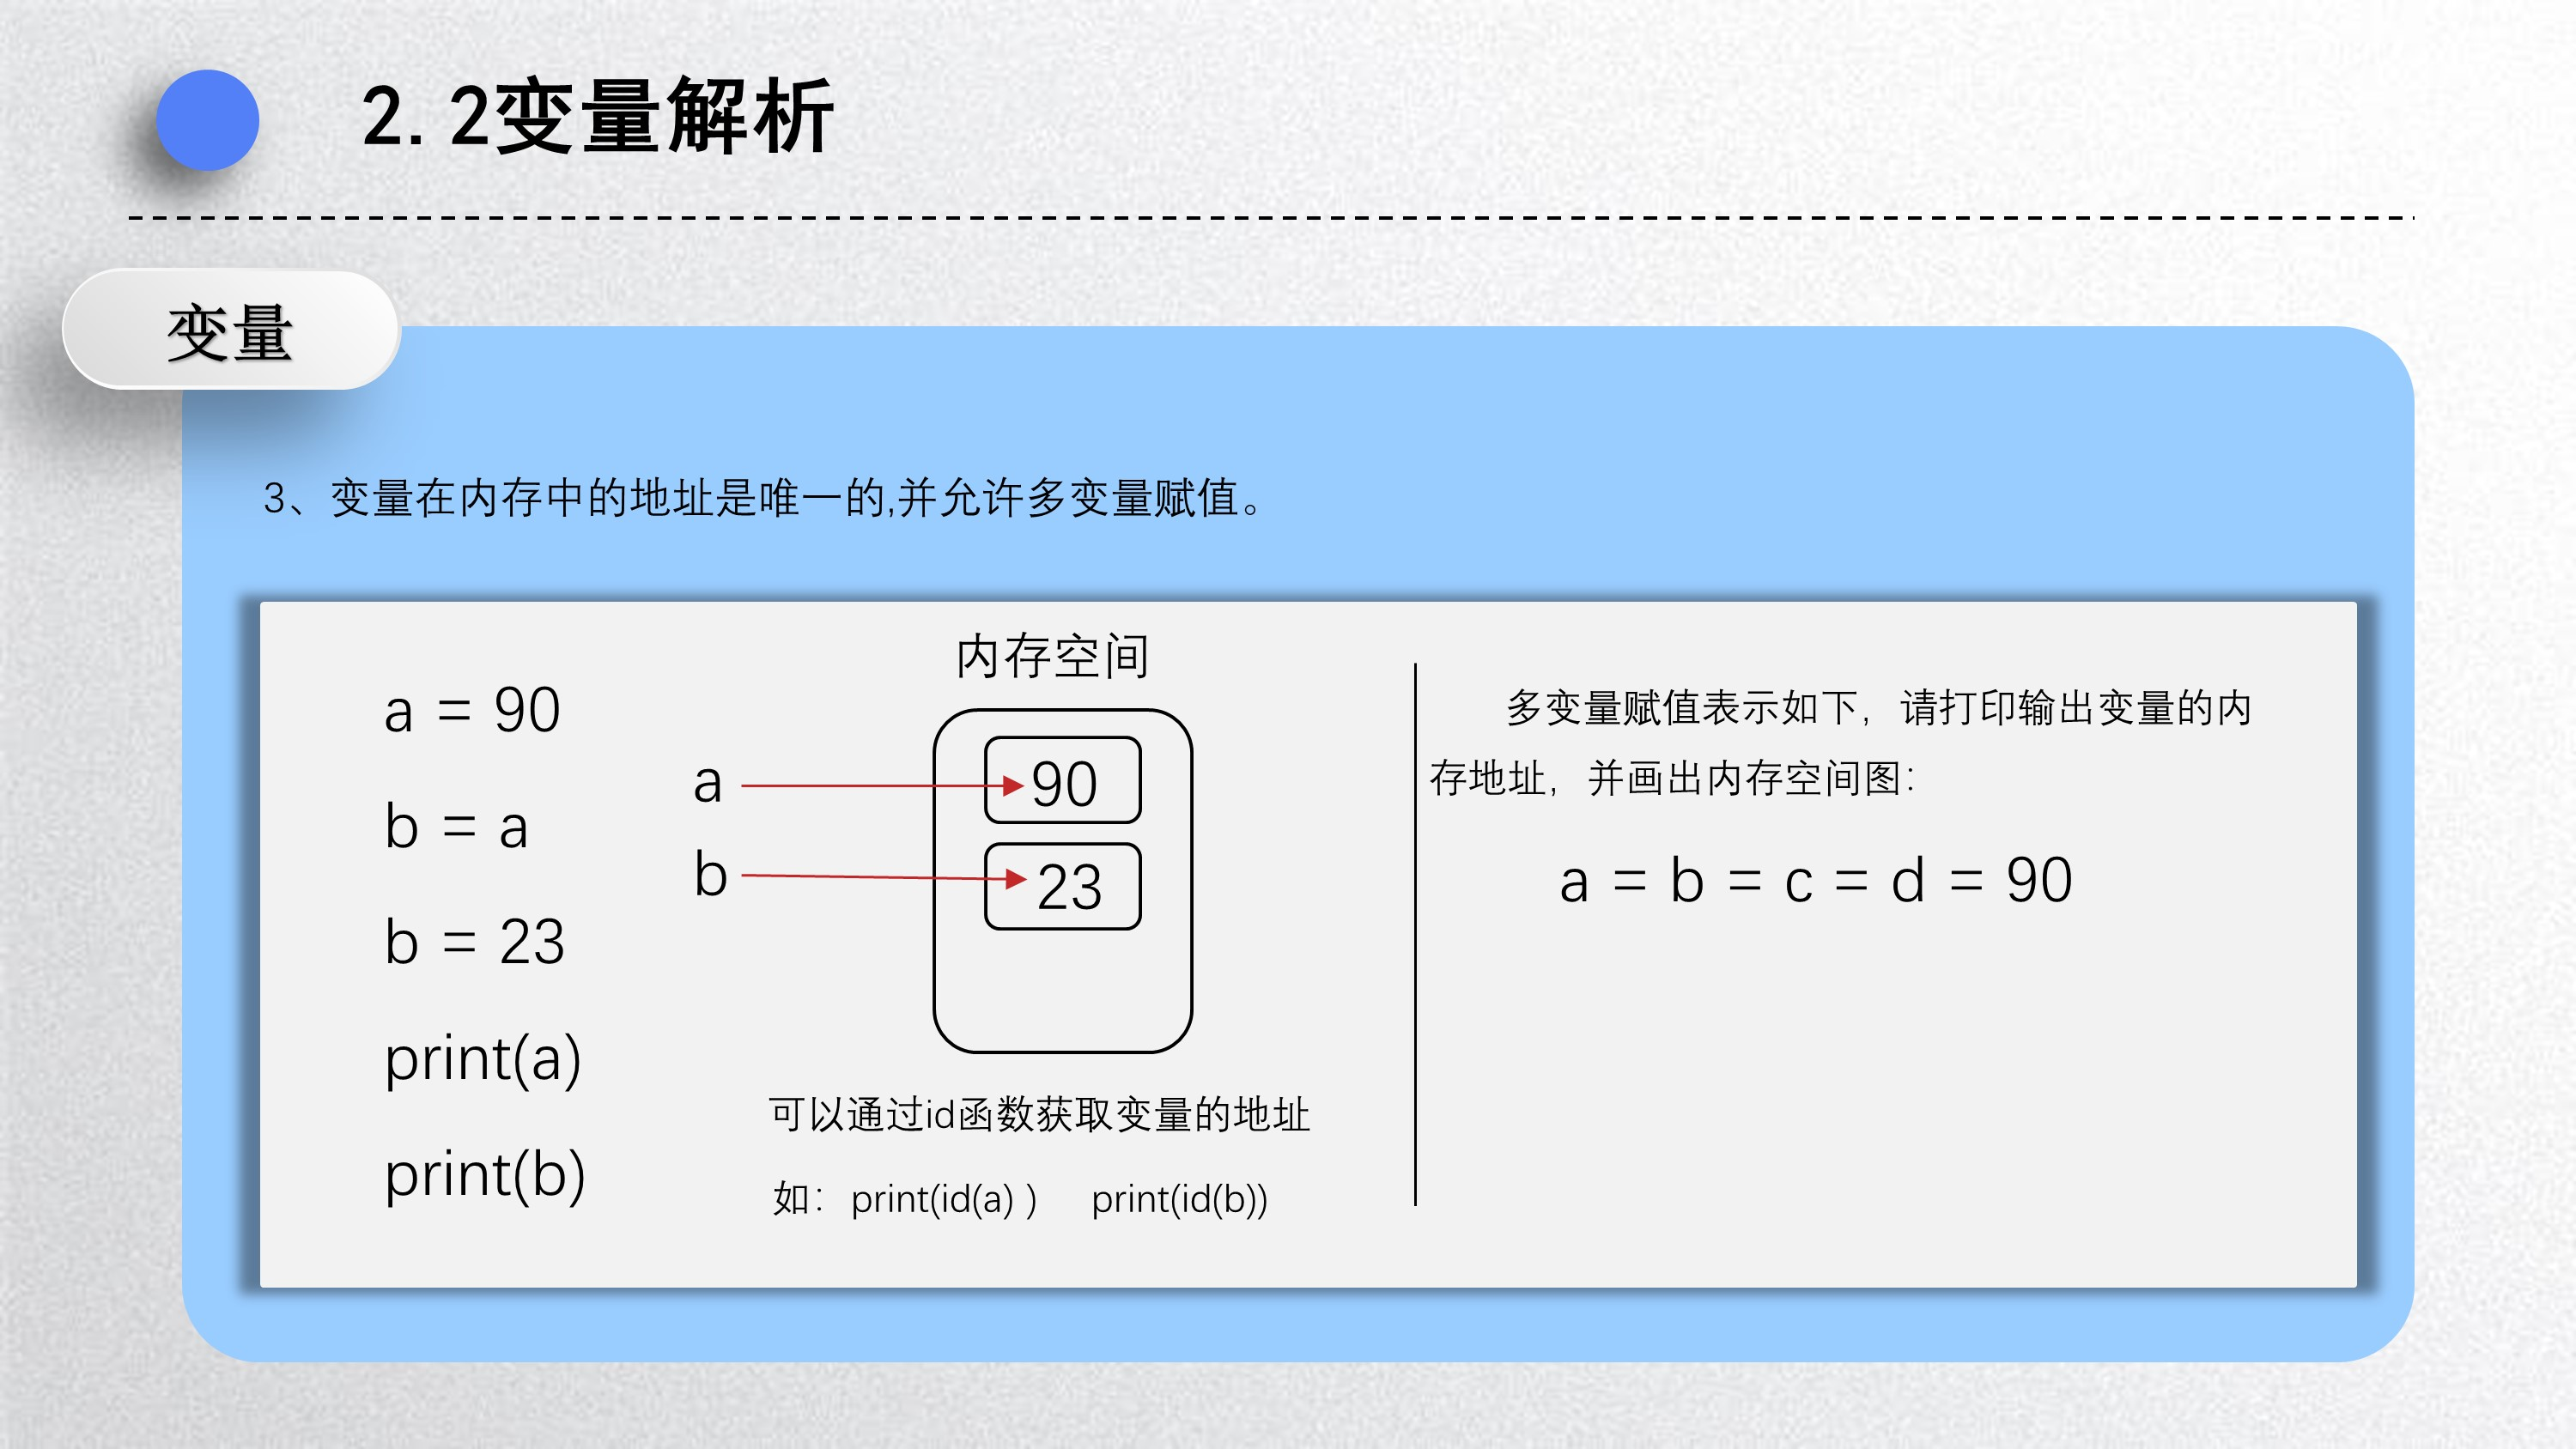 2.2变量解析
变量
3、变量在内存中的地址是唯一的,并允许多变量赋值。
a = 90
b = a
b = 23
print(a)
print(b)
内存空间
a
90
b
23
可以通过id函数获取变量的地址
如：print(id(a) ) print(id(b))
多变量赋值表示如下，请打印输出变量的内
存地址，并画出内存空间图：
a = b = c = d = 90